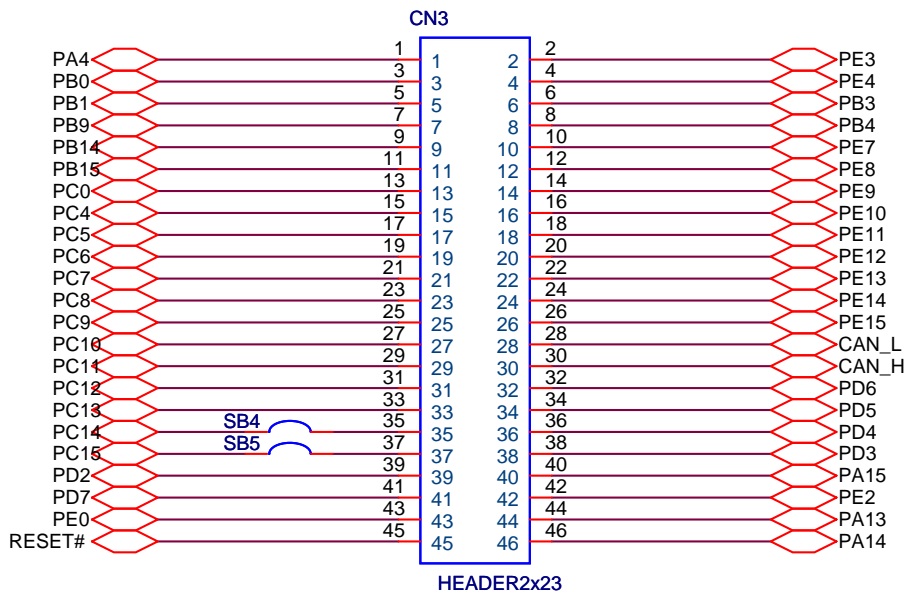 CN3
PA4 1 1 2 2 PE3
PB0 3 3 4 4 PE4
PB1 5 5 6 6 PB3
PB9 7 7 8 8 PB4
PB14 9 9 10 10 PE7
PB15 11 11 12 12 PE8
PC0 13 13 14 14 PE9
PC4 15 15 16 16 PE10
PC5 17 17 18 18 PE11
PC6 19 19 20 20 PE12
PC7 21 21 22 22 PE13
PC8 23 23 24 24 PE14
PC9 25 25 26 26 PE15
PC10 27 27 28 28 CAN_L
PC11 29 29 30 30 CAN_H
PC12 31 31 32 32 PD6
PC13 33 33 34 34 PD5
PC14 SB4 35 35 36 36 PD4
PC15 SB5 37 37 38 38 PD3
PD2 39 39 40 40 PA15
PD7 41 41 42 42 PE2
PE0 43 43 44 44 PA13
RESET# 45 45 46 46 PA14
HEADER2x23